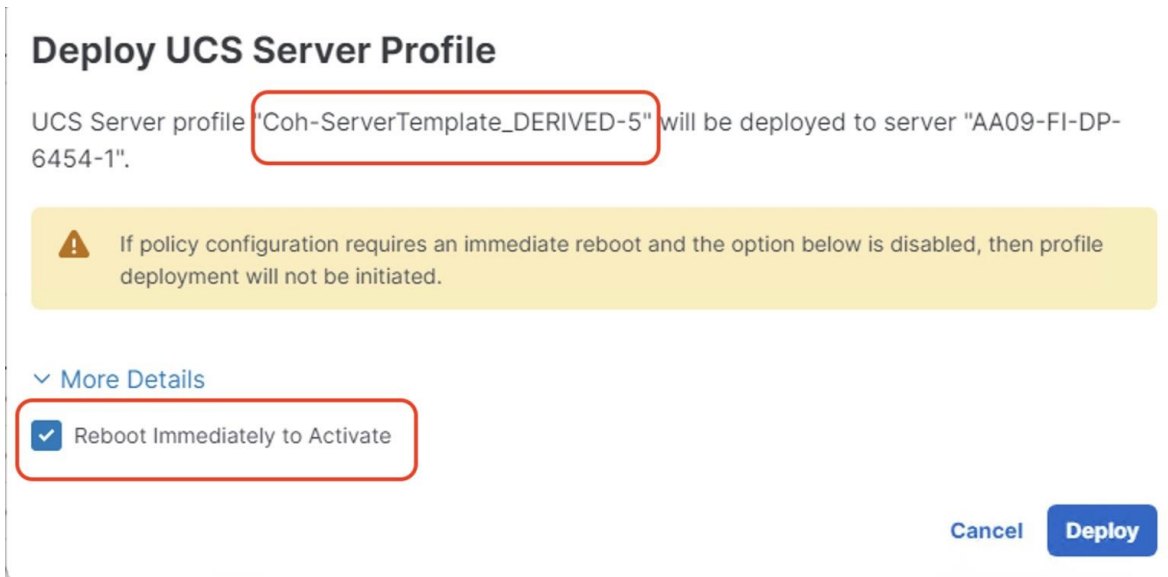 Deploy UCS Server Profile
UCS Server profile "Coh-ServerTemplate_DERIVED-5" will be deployed to server "AA09-FI-DP-
6454-1".
If policy configuration requires an immediate reboot and the option below is disabled, then profile
deployment will not be initiated.
More Details
Reboot Immediately to Activate
Cancel Deploy